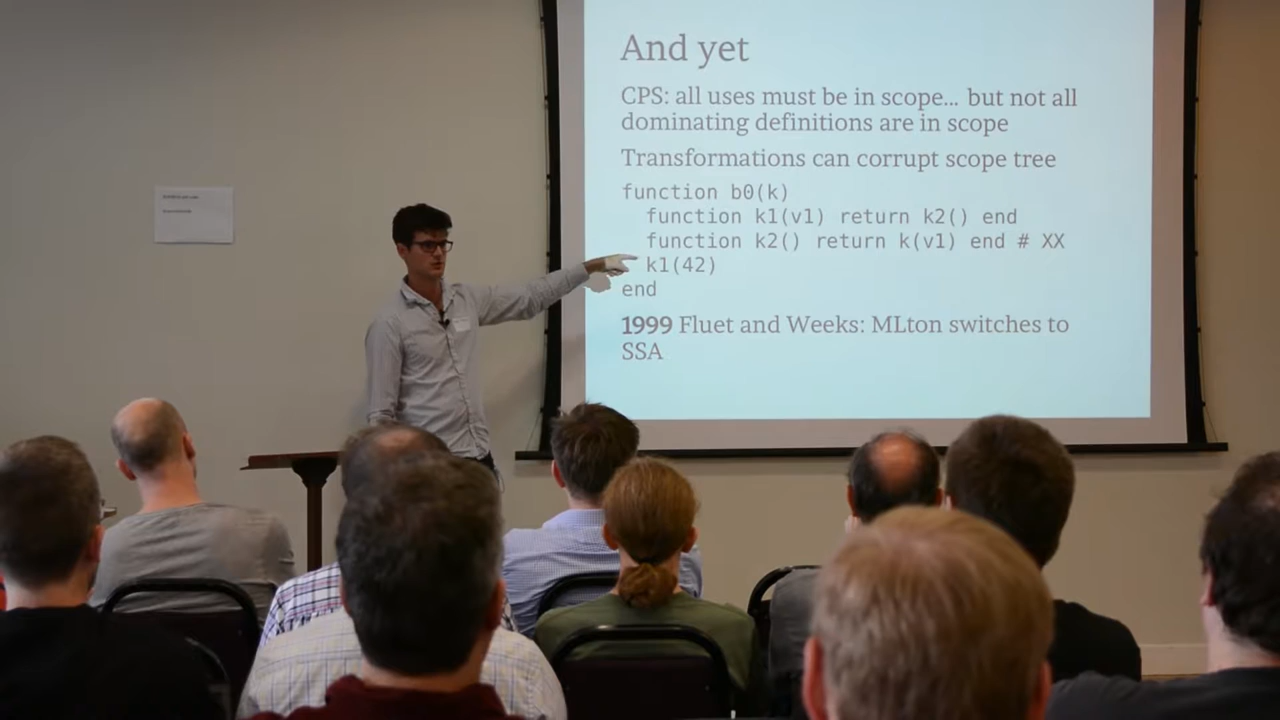 And yet
CPS: all uses must be in scope... but not all
dominating definitions are in scope
Transformations can corrupt scope tree
function b0(k)
function k1(v1) return k2() end
function k2() return k(v1) end # XX
k1(42)
end
1999 Fluet and Weeks: MLton switches to
SSA